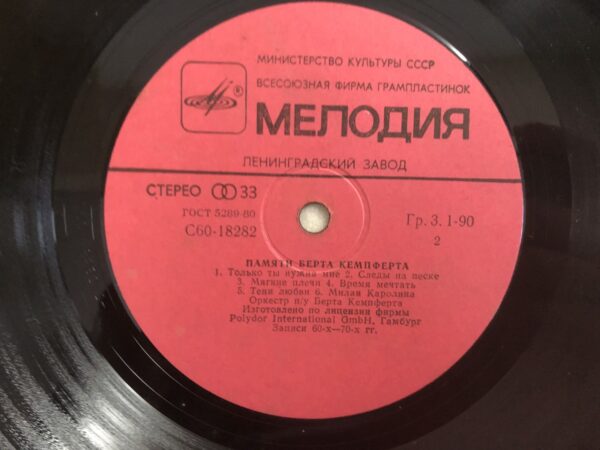 МИНИСТЕРСТВО КУЛЬТУРЫ СССР
ВСЕСОЮЗНАЯ ФИРМА ГРАМПЛАСТИНОК
®
МЕЛОДИЯ
ЛЕНИНГРАДСКИЙ ЗАВОД
СТЕРЕО 33
ГОСТ 5289-80
С60-18282
Гр. 3. 1-90
2
ПАМЯТИ БЕРТА КЕМПФЕРТА
1. Только ты нужна мне 2. Следы на песке
3. Мягкие плечи 4. Время мечтать
5. Тени любви 6. Милая Каролина
Оркестр п/у Берта Кемпферта
Изготовлено по лицензии фирмы
Polydor International GmbH, Гамбург
Записи 60-х—70-х гг.